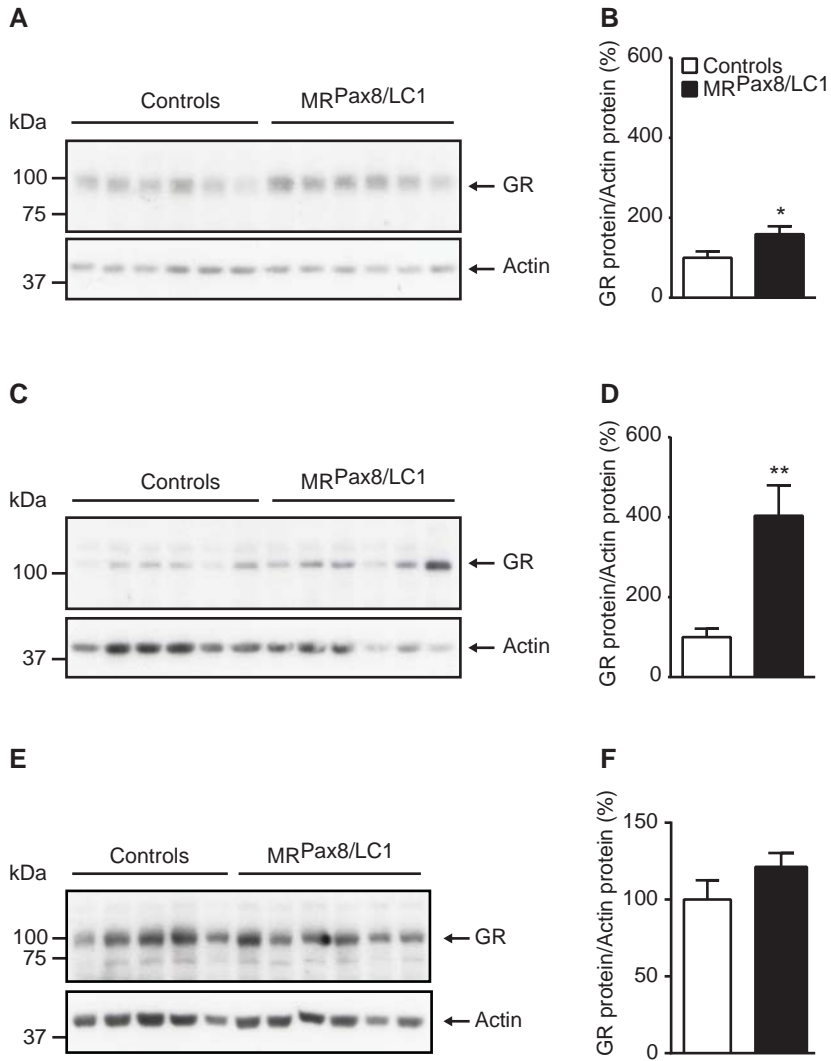 A
B
Controls
MRPax8/LC1
kDa
100
75
GR
37
Actin
GR protein/Actin protein (%)
600
400
200
0
Controls
MRPax8/LC1
*
C
D
Controls
MRPax8/LC1
kDa
100
GR
37
Actin
GR protein/Actin protein (%)
600
400
200
0
**
E
F
Controls
MRPax8/LC1
kDa
100
75
GR
37
Actin
GR protein/Actin protein (%)
150
100
50
0